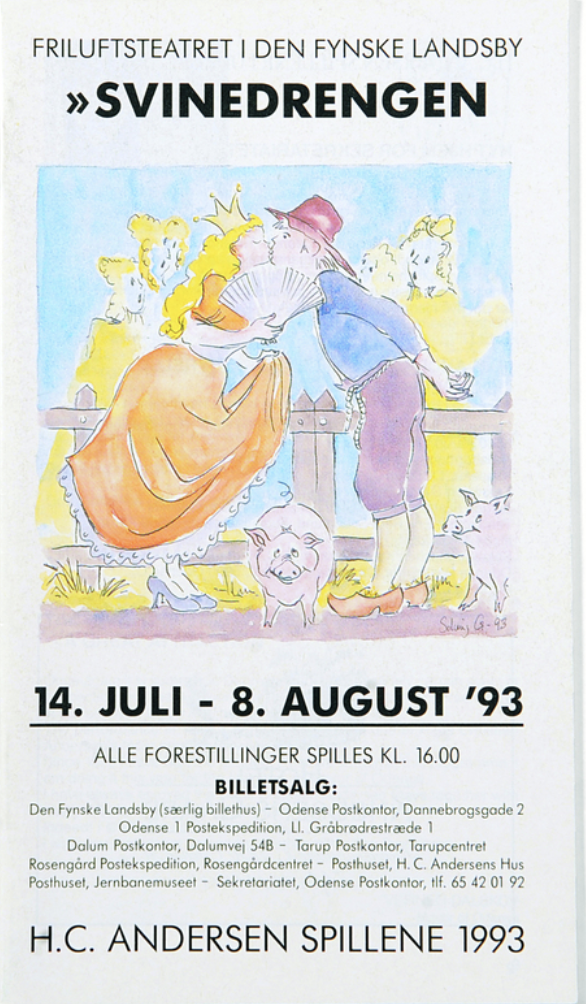 FRILUFTSTEATRET I DEN FYNSKE LANDSBY
»SVINEDRENGEN
G-93
14. JULI - 8. AUGUST '93
ALLE FORESTILLINGER SPILLES KL. 16.00
BILLETSALG:
Den Fynske Landsby (særlig billethus) – Odense Postkontor, Dannebrogsgade 2
Odense 1 Postekspedition, Ll. Gråbrødrestræde 1
Dalum Postkontor, Dalumvej 54B – Tarup Postkontor, Tarupcentret
Rosengård Postekspedition, Rosengårdcentret – Posthuset, H. C. Andersens Hus
Posthuset, Jernbanemuseet – Sekretariatet, Odense Postkontor, tlf. 65 42 01 92
H.C. ANDERSEN SPILLENE 1993